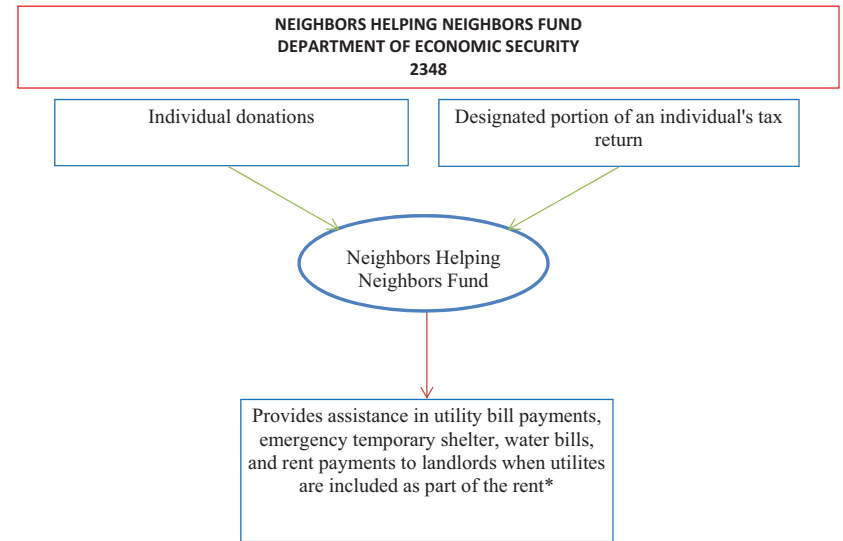 NEIGHBORS HELPING NEIGHBORS FUND
DEPARTMENT OF ECONOMIC SECURITY
2348
Individual donations
Designated portion of an individual's tax
return
Neighbors Helping
Neighbors Fund
Provides assistance in utility bill payments,
emergency temporary shelter, water bills,
and rent payments to landlords when utilites
are included as part of the rent*